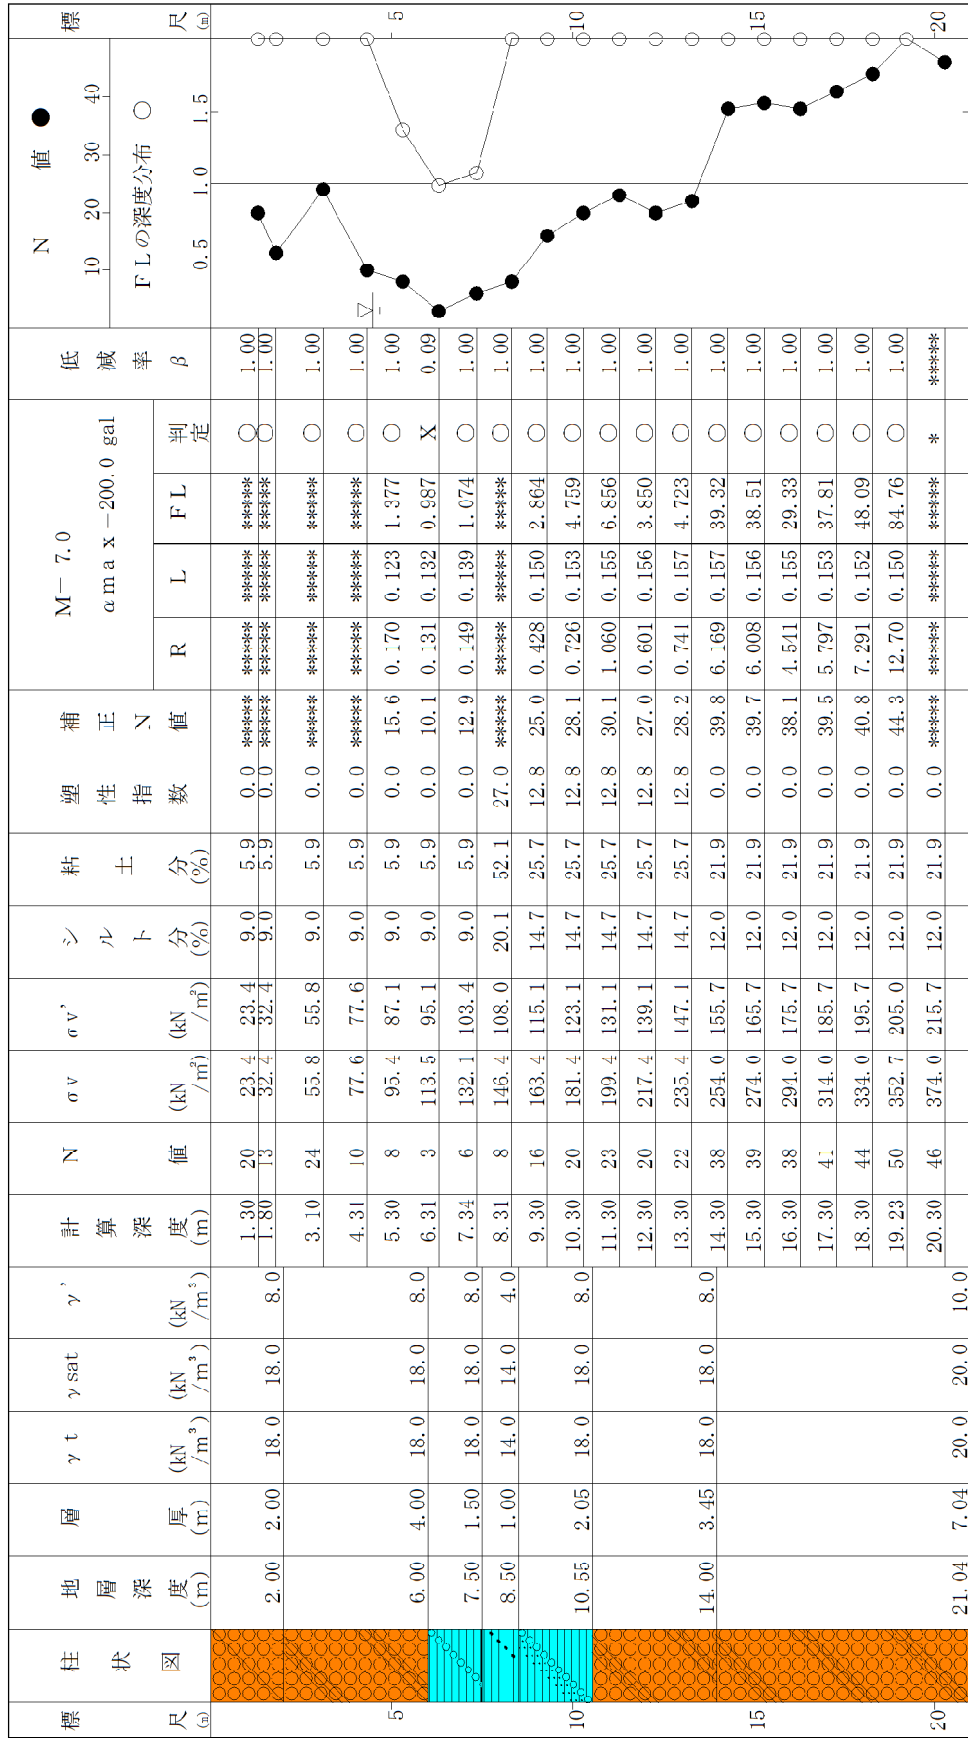 標 尺 (m)
柱 状 図
地 層 深 度 (m)
層 厚 (m)
γt (kN/m³)
γsat (kN/m³)
γ' (kN/m³)
計 算 深 度 (m)
N 値
σv (kN/m²)
σv' (kN/m²)
シ ル ト 分 (%)
粘 土 分 (%)
塑 性 指 数
補 正 N 値
M= 7.0
αmax=200.0 gal
R
L
FL
判 定
低 減 率 β
N 値 ●
10 20 30 40
FLの深度分布 ○
0.5 1.0 1.5
標 尺 (m)
2.00 2.00 18.0 18.0 8.0
6.00 4.00 18.0 18.0 8.0
7.50 1.50 18.0 18.0 8.0
8.50 1.00 14.0 14.0 4.0
10.55 2.05 18.0 18.0 8.0
14.00 3.45 18.0 18.0 8.0
21.04 7.04 20.0 20.0 10.0
1.30 20 23.4 23.4 9.0 5.9 0.0 ***** ***** ***** ***** ○ 1.00
1.80 13 32.4 32.4 9.0 5.9 0.0 ***** ***** ***** ***** ○ 1.00
3.10 24 55.8 55.8 9.0 5.9 0.0 ***** ***** ***** ***** ○ 1.00
4.31 10 77.6 77.6 9.0 5.9 0.0 ***** ***** ***** ***** ○ 1.00
5.30 8 95.4 87.1 9.0 5.9 0.0 15.6 0.170 0.123 1.377 ○ 1.00
6.31 3 113.5 95.1 9.0 5.9 0.0 10.1 0.131 0.132 0.987 X 0.09
7.34 6 132.1 103.4 9.0 5.9 0.0 12.9 0.149 0.139 1.074 ○ 1.00
8.31 8 146.4 108.0 20.1 52.1 27.0 ***** ***** ***** ***** ○ 1.00
9.30 16 163.4 115.1 14.7 25.7 12.8 25.0 0.428 0.150 2.864 ○ 1.00
10.30 20 181.4 123.1 14.7 25.7 12.8 28.1 0.726 0.153 4.759 ○ 1.00
11.30 23 199.4 131.1 14.7 25.7 12.8 30.1 1.060 0.155 6.856 ○ 1.00
12.30 20 217.4 139.1 14.7 25.7 12.8 27.0 0.601 0.156 3.850 ○ 1.00
13.30 22 235.4 147.1 14.7 25.7 12.8 28.2 0.741 0.157 4.723 ○ 1.00
14.30 38 254.0 155.7 12.0 21.9 0.0 39.8 6.169 0.157 39.32 ○ 1.00
15.30 39 274.0 165.7 12.0 21.9 0.0 39.7 6.008 0.156 38.51 ○ 1.00
16.30 38 294.0 175.7 12.0 21.9 0.0 38.1 4.541 0.155 29.33 ○ 1.00
17.30 41 314.0 185.7 12.0 21.9 0.0 39.5 5.797 0.153 37.81 ○ 1.00
18.30 44 334.0 195.7 12.0 21.9 0.0 40.8 7.291 0.152 48.09 ○ 1.00
19.23 50 352.7 205.0 12.0 21.9 0.0 44.3 12.70 0.150 84.76 ○ 1.00
20.30 46 374.0 215.7 12.0 21.9 0.0 ***** ***** ***** ***** * *****
5 5
10 10
15 15
20 20